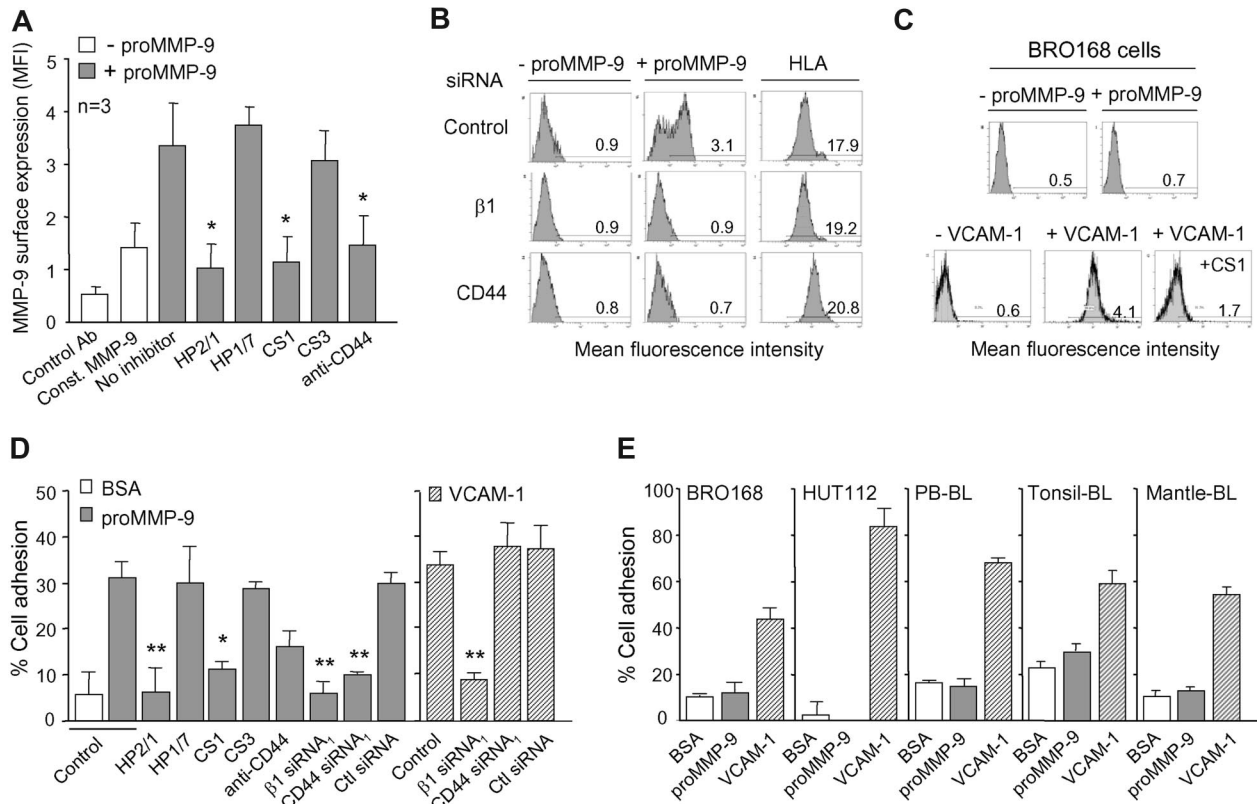 A
- proMMP-9
+ proMMP-9
n=3
MMP-9 surface expression (MFI)
5
4
3
2
1
0
*
*
*
Control Ab
Const. MMP-9
No inhibitor
HP2/1
HP1/7
CS1
CS3
anti-CD44
B
siRNA
- proMMP-9 + proMMP-9 HLA
Control
0.9 3.1 17.9
β1
0.9 0.9 19.2
CD44
0.8 0.7 20.8
Mean fluorescence intensity
C
BRO168 cells
- proMMP-9 + proMMP-9
0.5 0.7
- VCAM-1 + VCAM-1 + VCAM-1
+CS1
0.6 4.1 1.7
Mean fluorescence intensity
D
BSA
proMMP-9
VCAM-1
% Cell adhesion
50
40
30
20
10
0
** * ** ** **
Control
HP2/1
HP1/7
CS1
CS3
anti-CD44
β1 siRNA1
CD44 siRNA1
Ctl siRNA
Control
β1 siRNA1
CD44 siRNA1
Ctl siRNA
E
BRO168 HUT112 PB-BL Tonsil-BL Mantle-BL
% Cell adhesion
100
80
60
40
20
0
BSA
proMMP-9
VCAM-1
BSA
proMMP-9
VCAM-1
BSA
proMMP-9
VCAM-1
BSA
proMMP-9
VCAM-1
BSA
proMMP-9
VCAM-1